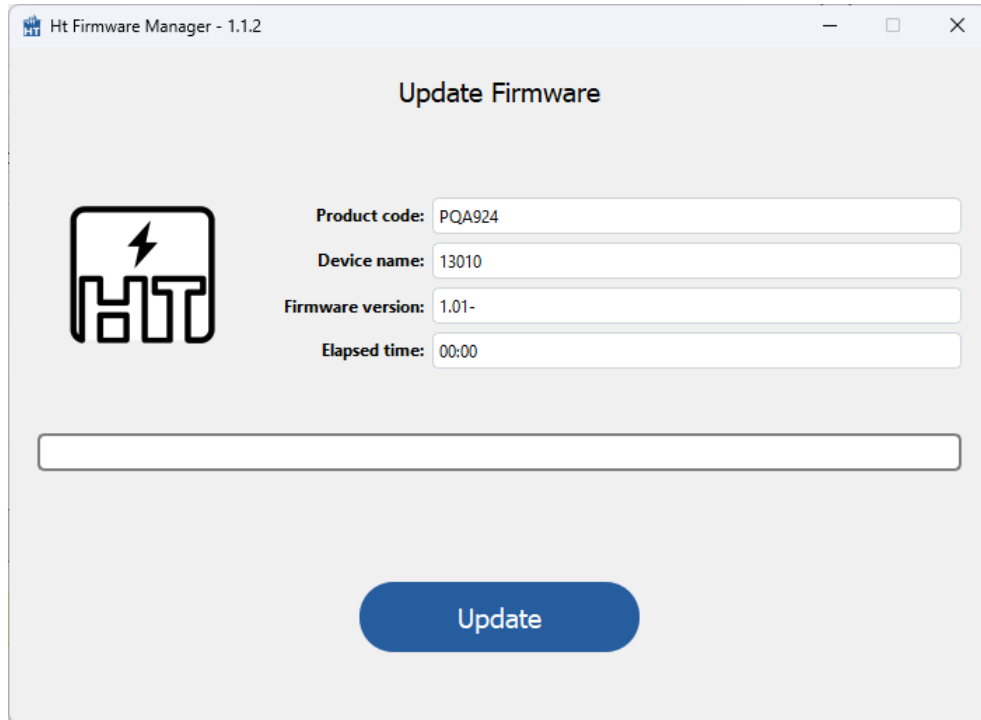 Ht Firmware Manager - 1.1.2
Update Firmware
HT
Product code: PQA924
Device name: 13010
Firmware version: 1.01-
Elapsed time: 00:00
Update